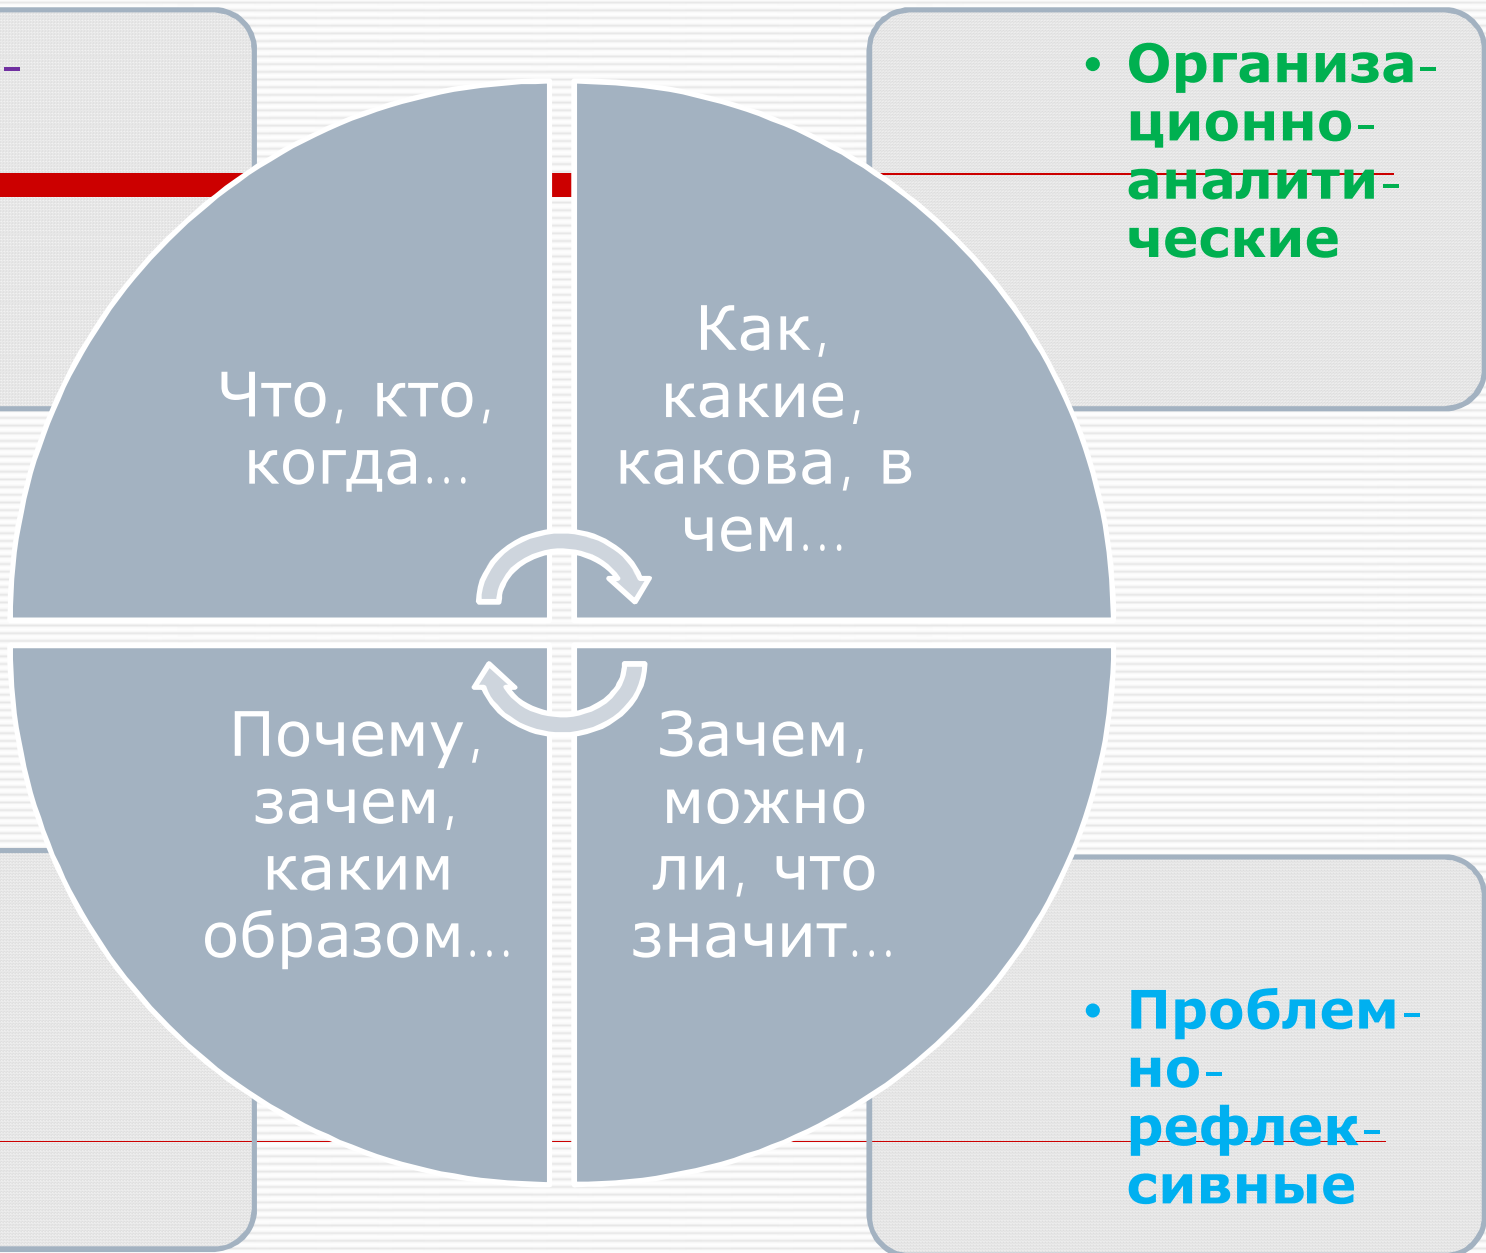 -
• Организа-
ционно-
аналити-
ческие
Что, кто,
когда...
Как,
какие,
какова, в
чем...
Почему,
зачем,
каким
образом...
Зачем,
можно
ли, что
значит...
• Проблем-
но-
рефлек-
сивные